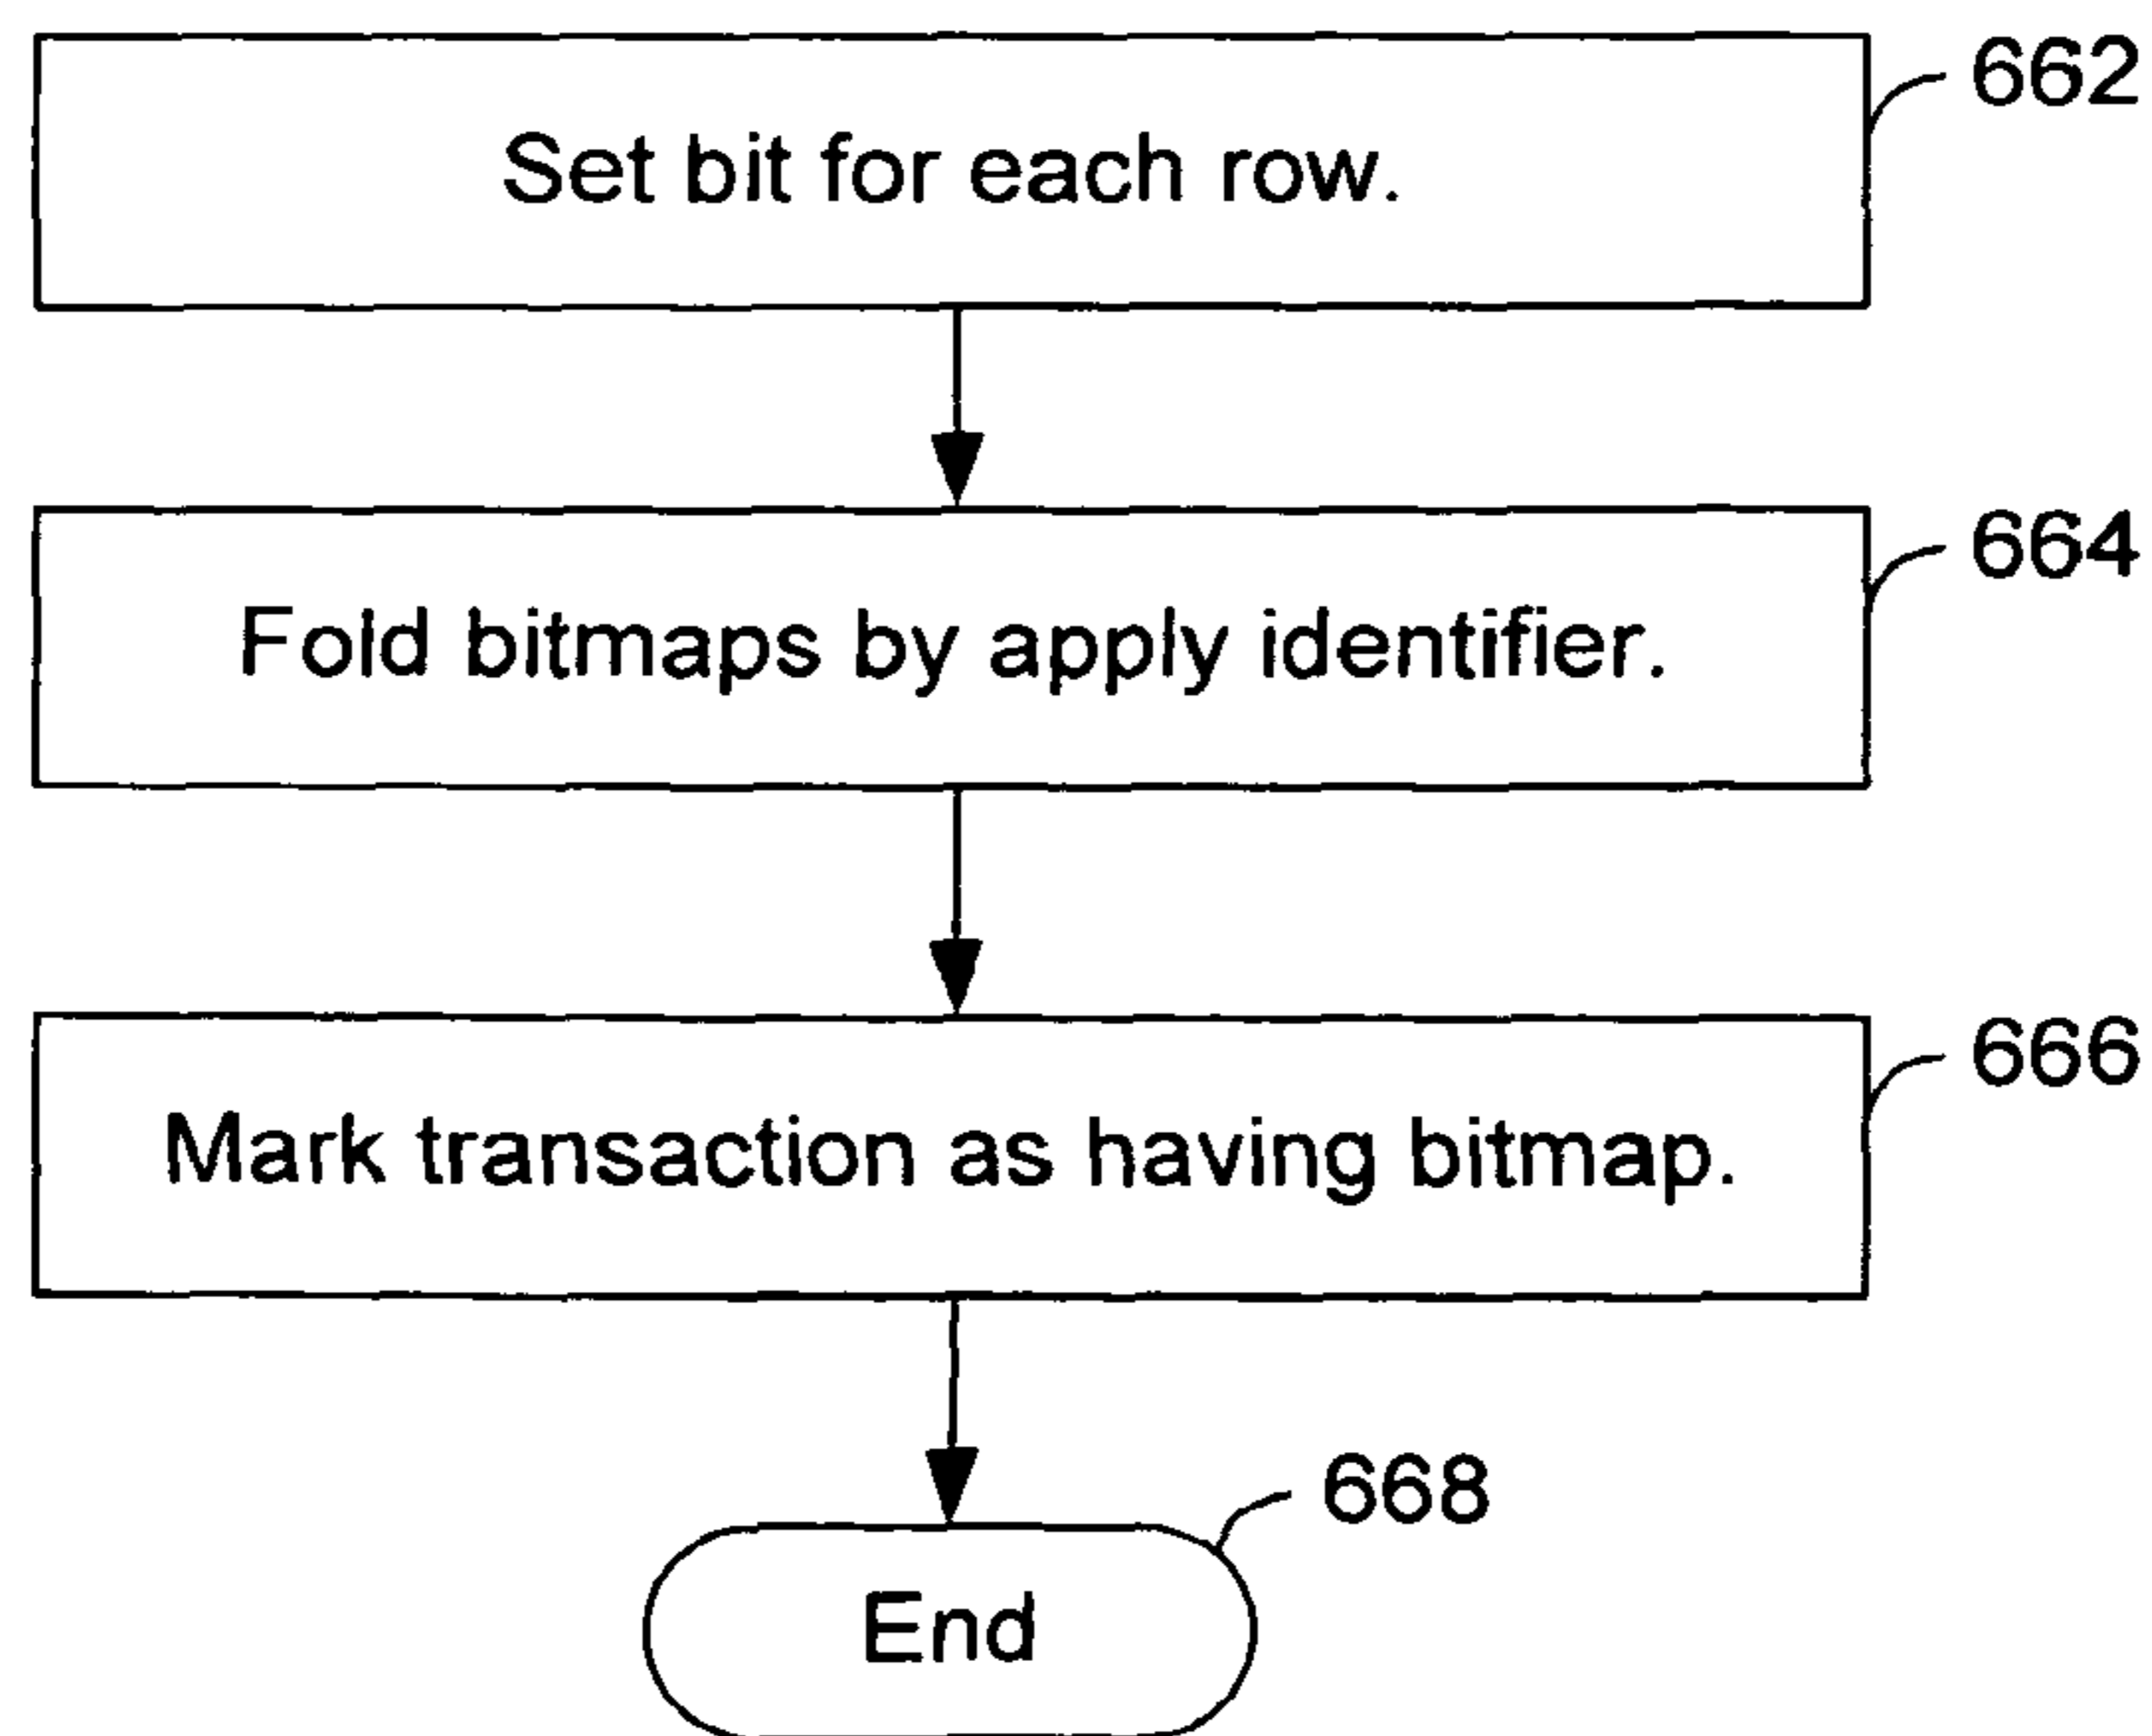 662
Set bit for each row.
664
Fold bitmaps by apply identifier.
666
Mark transaction as having bitmap.
668
End